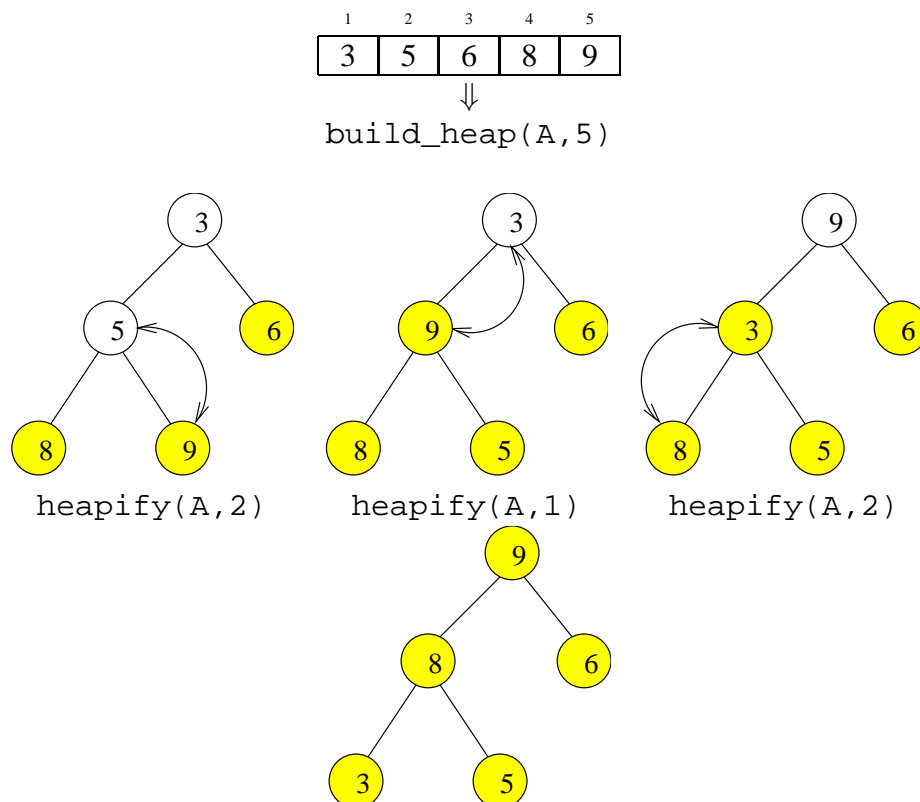 1 2 3 4 5
3 5 6 8 9
⇓
build_heap(A,5)
3 3 9
5 6 9 6 3 6
8 9 8 5 8 5
heapify(A,2) heapify(A,1) heapify(A,2)
9
8 6
3 5